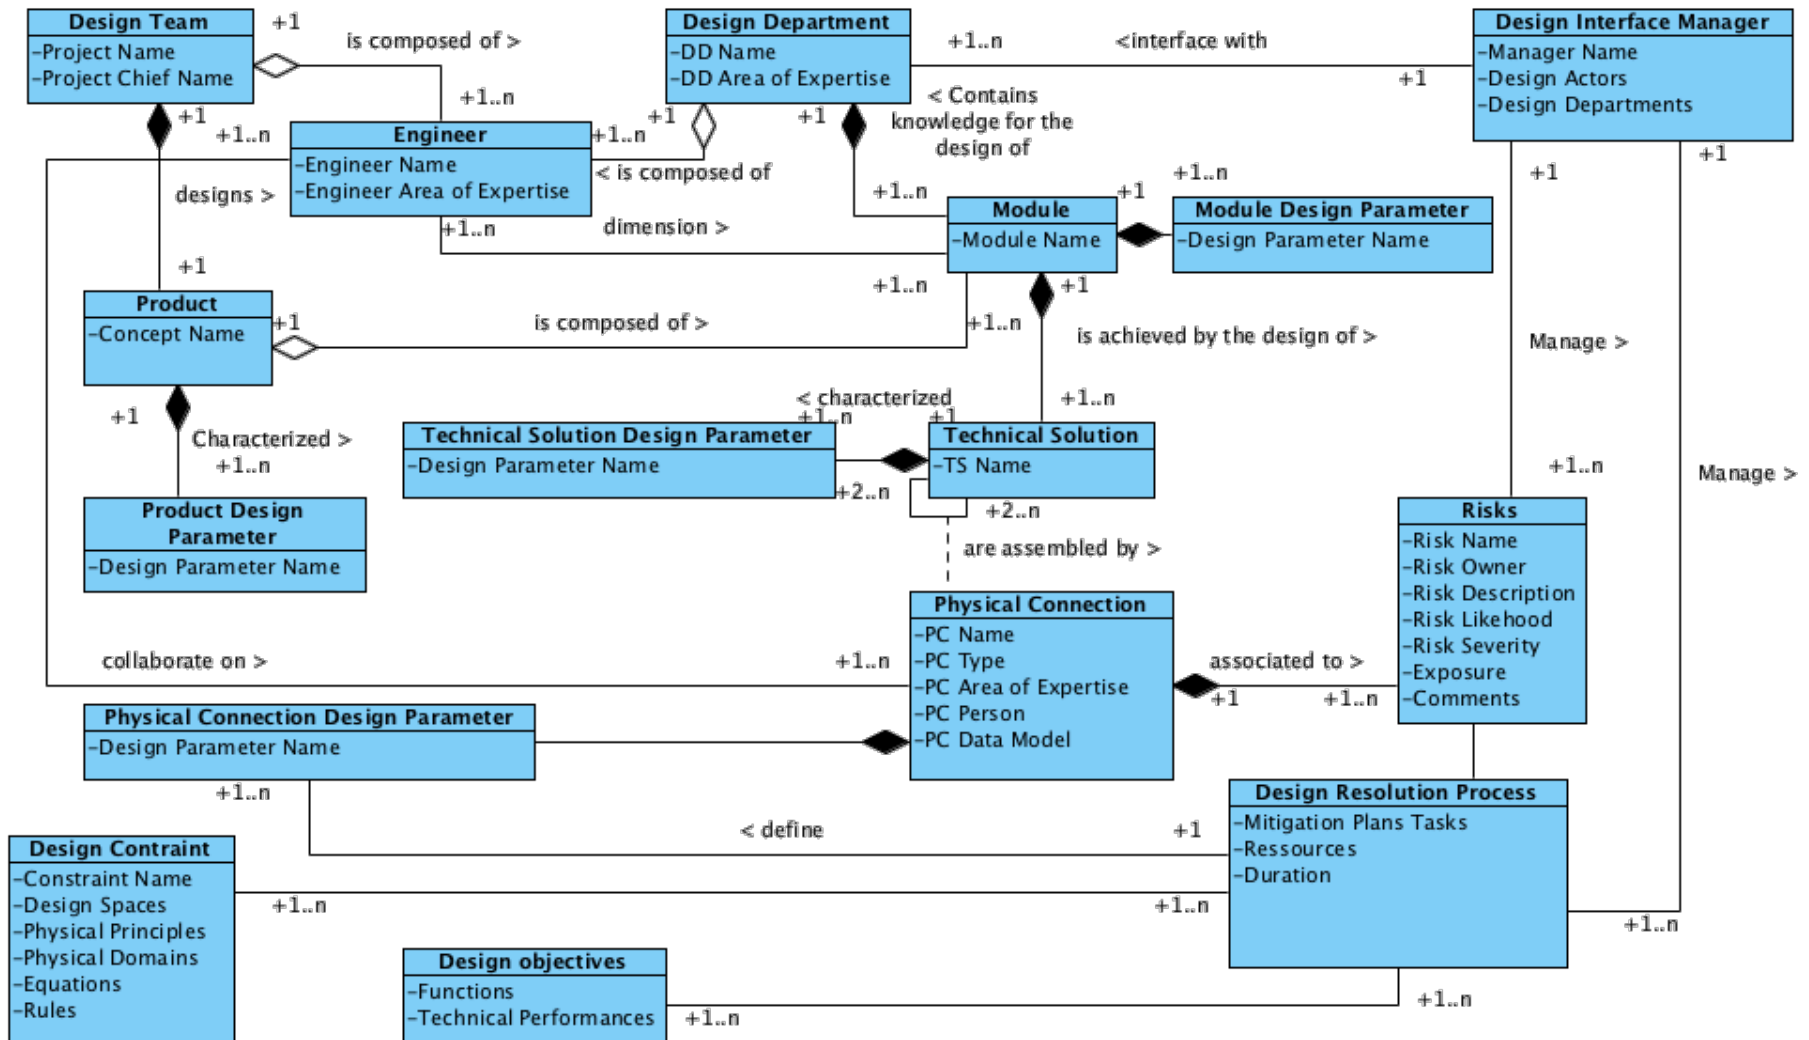 Design Team
-Project Name
-Project Chief Name
+1
is composed of >
+1..n
Design Department
-DD Name
-DD Area of Expertise
+1..n
<interface with
+1
Design Interface Manager
-Manager Name
-Design Actors
-Design Departments
+1
+1..n
Engineer
-Engineer Name
-Engineer Area of Expertise
+1..n
+1
< is composed of
+1
< Contains
knowledge for the
design of
+1..n
designs >
+1
+1..n
dimension >
+1..n
Module
-Module Name
+1
+1..n
Module Design Parameter
-Design Parameter Name
+1
+1
Product
-Concept Name
+1
is composed of >
+1..n
+1
is achieved by the design of >
+1..n
Manage >
+1
Characterized >
+1..n
Product Design
Parameter
-Design Parameter Name
< characterized
+1..n
+1
Technical Solution Design Parameter
-Design Parameter Name
Technical Solution
-TS Name
+2..n
+2..n
are assembled by >
+1..n
Manage >
Risks
-Risk Name
-Risk Owner
-Risk Description
-Risk Likehood
-Risk Severity
-Exposure
-Comments
Physical Connection
-PC Name
-PC Type
-PC Area of Expertise
-PC Person
-PC Data Model
collaborate on >
+1..n
associated to >
+1
+1..n
Physical Connection Design Parameter
-Design Parameter Name
+1..n
< define
+1
Design Resolution Process
-Mitigation Plans Tasks
-Ressources
-Duration
Design Contraint
-Constraint Name
-Design Spaces
-Physical Principles
-Physical Domains
-Equations
-Rules
+1..n
+1..n
+1..n
Design objectives
-Functions
-Technical Performances
+1..n
+1..n